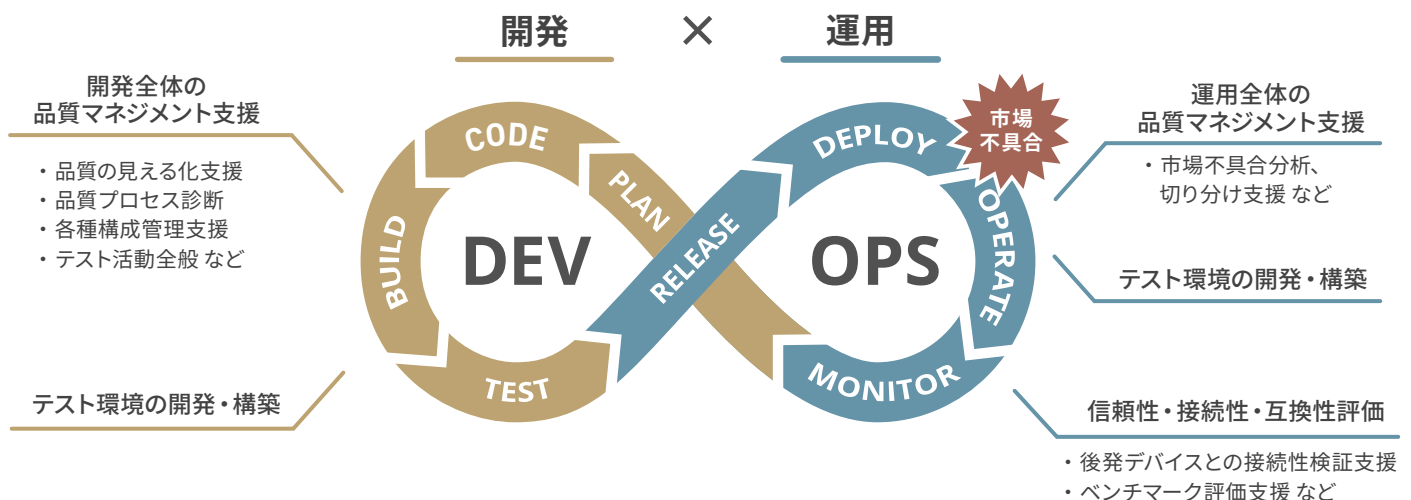 開発 × 運用
開発全体の
品質マネジメント支援
・品質の見える化支援
・品質プロセス診断
・各種構成管理支援
・テスト活動全般 など
テスト環境の開発・構築
CODE
PLAN
BUILD
DEV
TEST
RELEASE
DEPLOY
市場
不具合
OPERATE
OPS
MONITOR
運用全体の
品質マネジメント支援
・市場不具合分析、
切り分け支援 など
テスト環境の開発・構築
信頼性・接続性・互換性評価
・後発デバイスとの接続性検証支援
・ベンチマーク評価支援 など